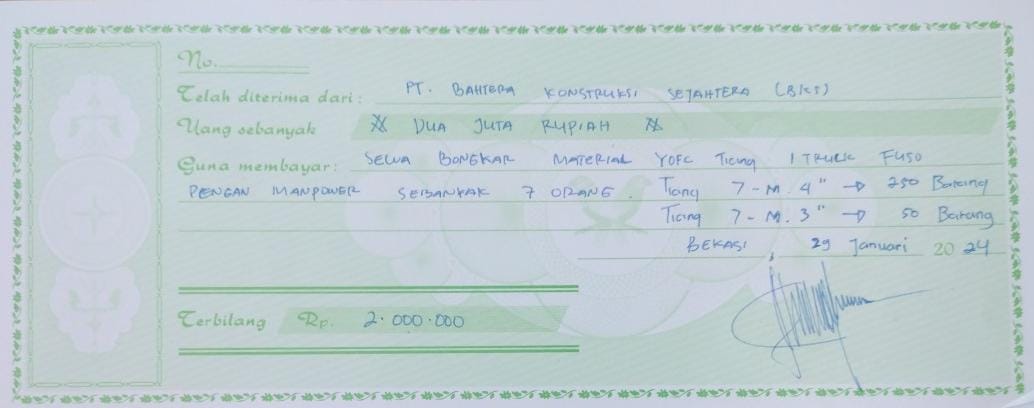 No.
Telah diterima dari : PT. BAHTERA KONSTRUKSI SEJAHTERA (BKS)
Uang sebanyak DUA JUTA RUPIAH
Guna membayar : SEWA BONGKAR MATERIAL YOFC Tiang 1 TRUCK FUSO
DENGAN MANPOWER SEBANYAK 7 ORANG. Tiang 7-M. 4" → 250 Batang
Tiang 7-M. 3" → 50 Batang
BEKASI, 29 Januari 2024
Terbilang Rp. 2.000.000